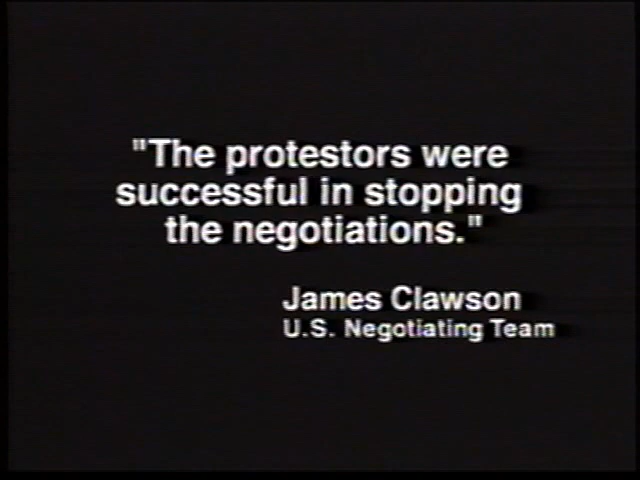 "The protestors were
successful in stopping
the negotiations."
James Clawson
U.S. Negotiating Team